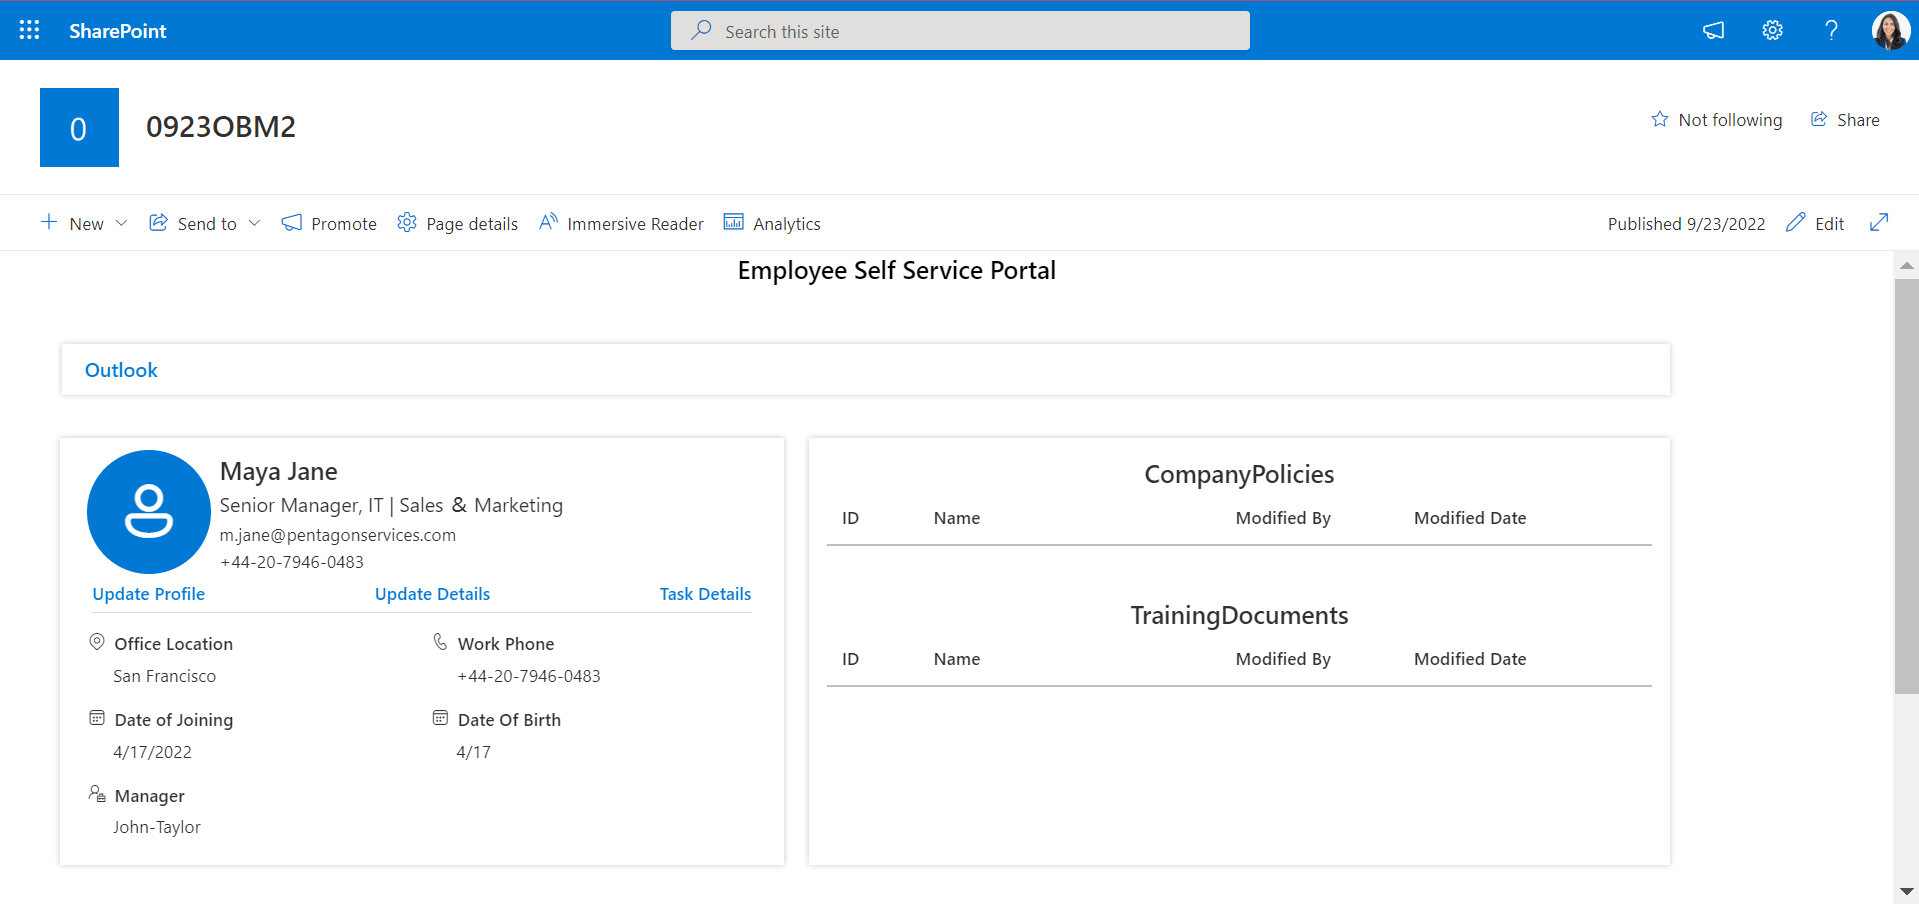 SharePoint
Search this site
?
0
0923OBM2
Not following
Share
New
Send to
Promote
Page details
Immersive Reader
Analytics
Published 9/23/2022
Edit
Employee Self Service Portal
Outlook
Maya Jane
Senior Manager, IT | Sales & Marketing
m.jane@pentagonservices.com
+44-20-7946-0483
Update Profile
Update Details
Task Details
Office Location
San Francisco
Work Phone
+44-20-7946-0483
Date of Joining
4/17/2022
Date Of Birth
4/17
Manager
John-Taylor
CompanyPolicies
ID Name Modified By Modified Date
TrainingDocuments
ID Name Modified By Modified Date